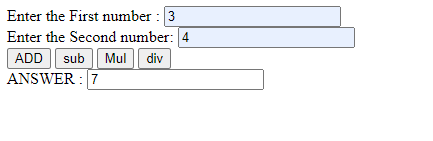 Enter the First number : 3
Enter the Second number: 4
ADD sub Mul div
ANSWER : 7